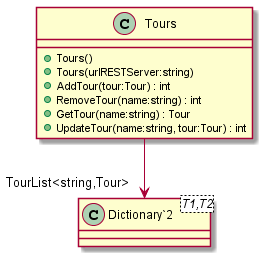 C Tours
Tours()
Tours(urlRESTServer:string)
AddTour(tour:Tour) : int
RemoveTour(name:string) : int
GetTour(name:string) : Tour
UpdateTour(name:string, tour:Tour) : int
TourList<string,Tour>
T1,T2
C Dictionary`2